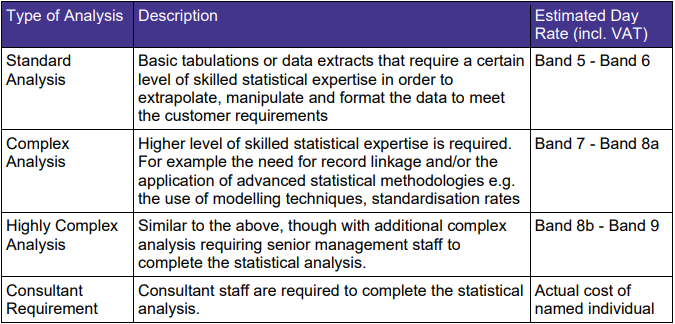 Type of Analysis Description Estimated Day
Rate (incl. VAT)
Standard Basic tabulations or data extracts that require a certain Band 5 - Band 6
Analysis level of skilled statistical expertise in order to
extrapolate, manipulate and format the data to meet
the customer requirements
Complex Higher level of skilled statistical expertise is required. Band 7 - Band 8a
Analysis For example the need for record linkage and/or the
application of advanced statistical methodologies e.g.
the use of modelling techniques, standardisation rates
Highly Complex Similar to the above, though with additional complex Band 8b - Band 9
Analysis analysis requiring senior management staff to
complete the statistical analysis.
Consultant Consultant staff are required to complete the statistical Actual cost of
Requirement analysis. named individual